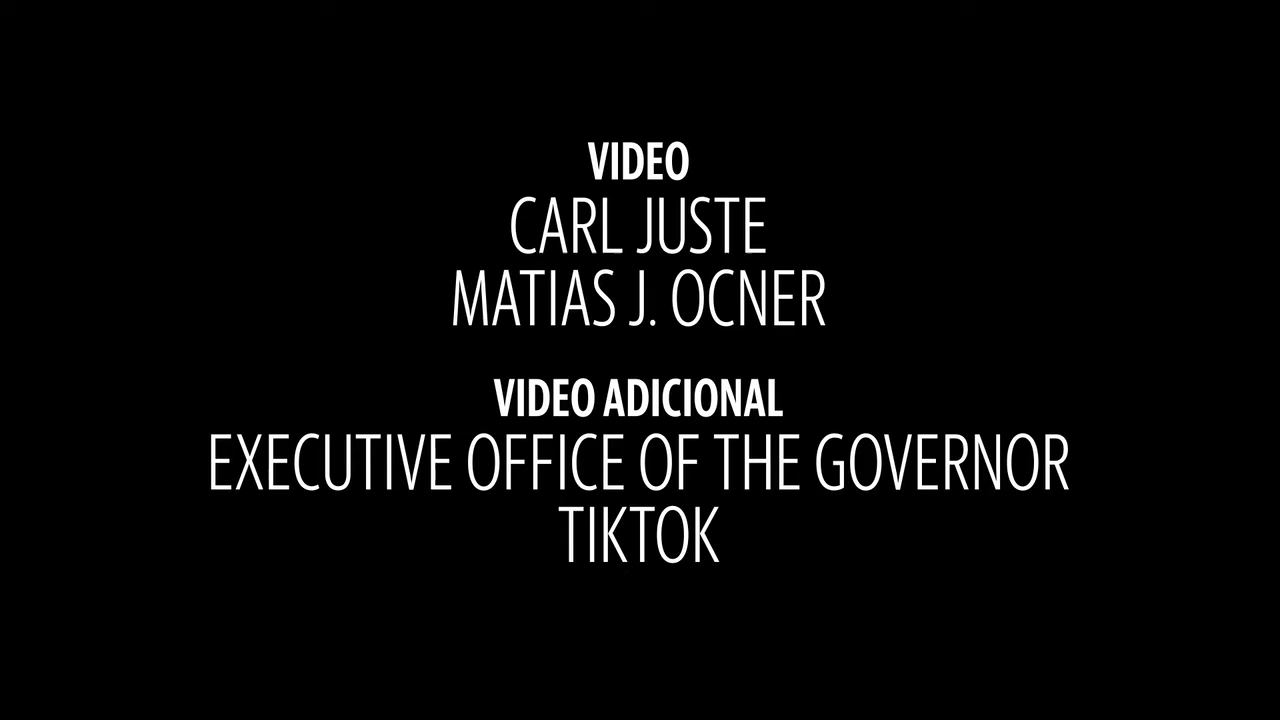 VIDEO
CARL JUSTE
MATIAS J. OCNER
VIDEO ADICIONAL
EXECUTIVE OFFICE OF THE GOVERNOR
TIKTOK